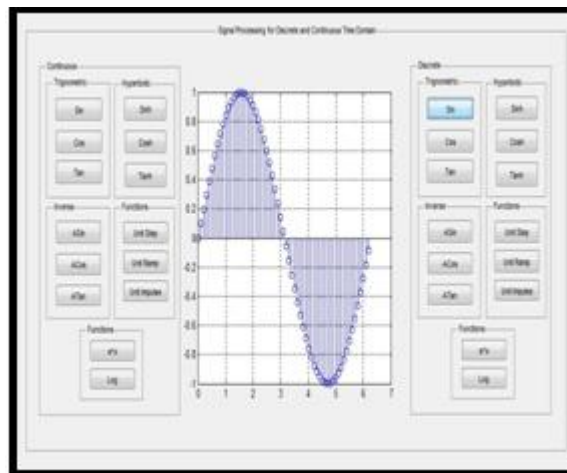 Signal Processing for Discrete and Continuous Time Domain
Continuous
Trignometric
Hyperbolic
Sin
Sinh
Cos
Cosh
Tan
Tanh
Inverse
Functions
ASin
Unit Step
ACos
Unit Ramp
ATan
Unit Impulse
Functions
e^x
Log
1
0.8
0.6
0.4
0.2
0
-0.2
-0.4
-0.6
-0.8
-1
0 1 2 3 4 5 6 7
Discrete
Trignometric
Hyperbolic
Sin
Sinh
Cos
Cosh
Tan
Tanh
Inverse
Functions
ASin
Unit Step
ACos
Unit Ramp
ATan
Unit Impulse
Functions
e^x
Log